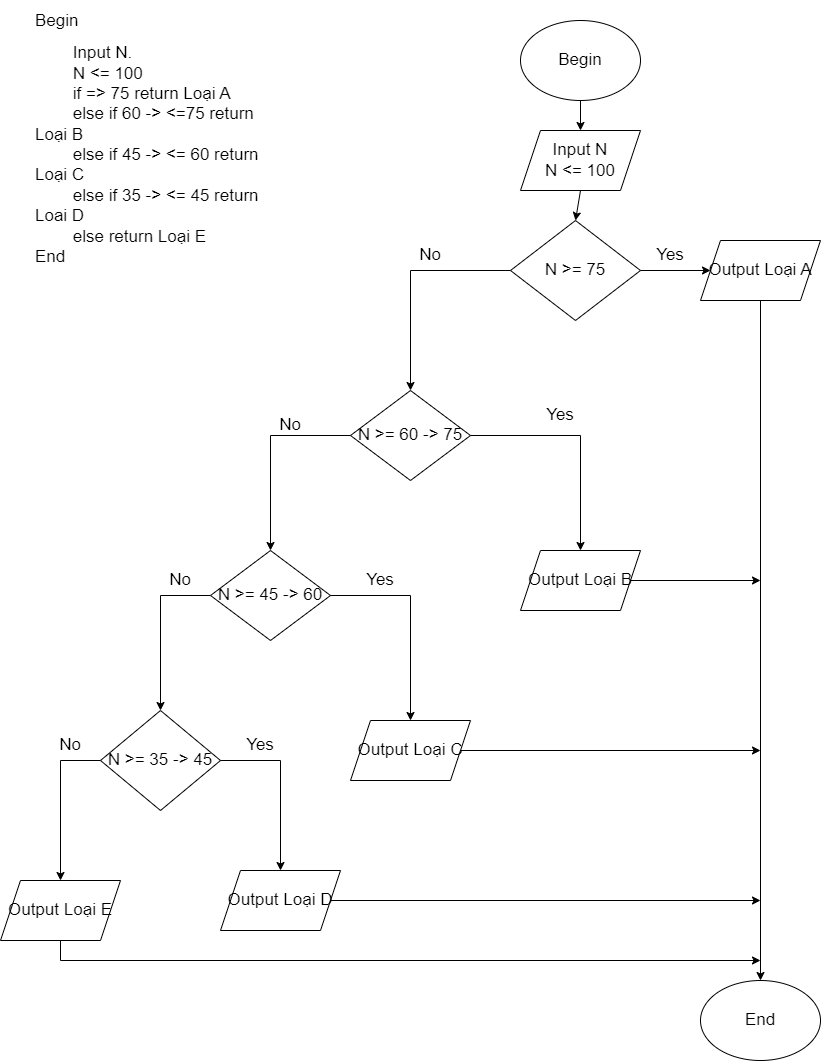 Begin
Input N.
N <= 100
if => 75 return Loại A
else if 60 -> <=75 return
Loại B
else if 45 -> <= 60 return
Loại C
else if 35 -> <= 45 return
Loai D
else return Loại E
End
Begin
Input N
N <= 100
No
Yes
N >= 75
Output Loại A
No
Yes
N >= 60 -> 75
No
Yes
Output Loại B
N >= 45 -> 60
No
Yes
Output Loại C
N >= 35 -> 45
Output Loại E
Output Loại D
End